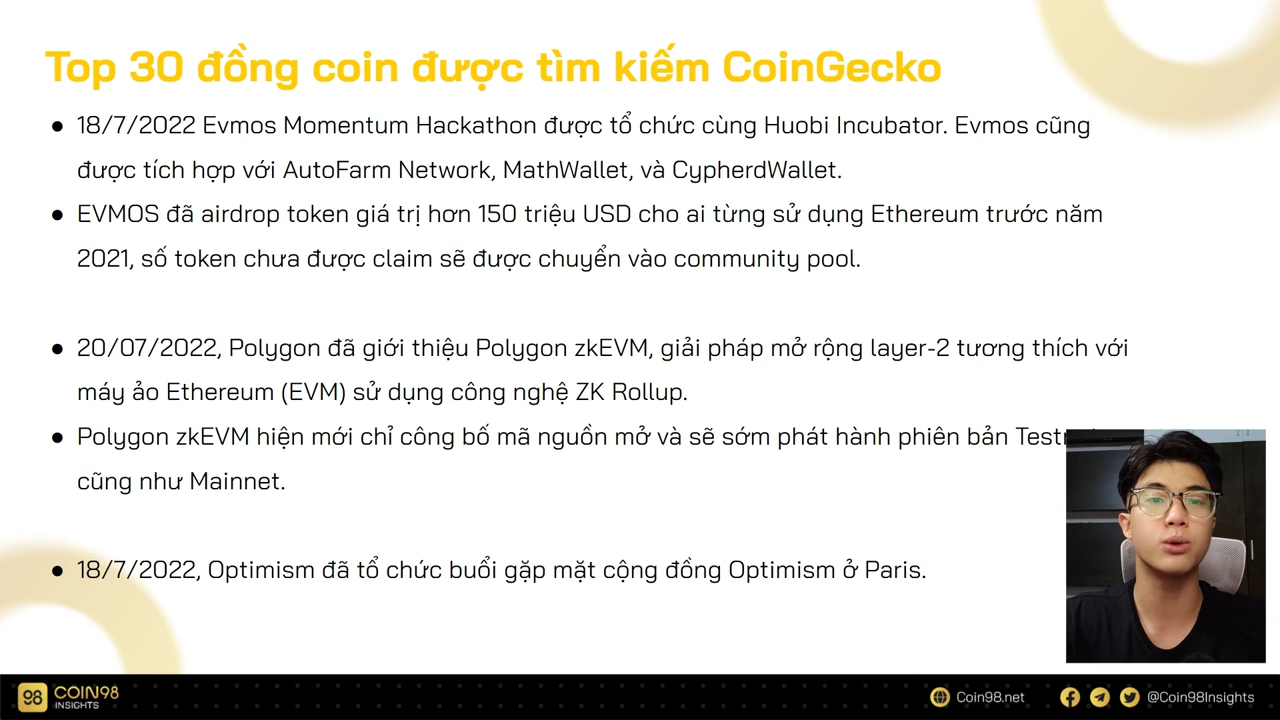 Top 30 đồng coin được tìm kiếm CoinGecko
● 18/7/2022 Evmos Momentum Hackathon được tổ chức cùng Huobi Incubator. Evmos cũng
được tích hợp với AutoFarm Network, MathWallet, và CypherdWallet.
● EVMOS đã airdrop token giá trị hơn 150 triệu USD cho ai từng sử dụng Ethereum trước năm
2021, số token chưa được claim sẽ được chuyển vào community pool.
● 20/07/2022, Polygon đã giới thiệu Polygon zkEVM, giải pháp mở rộng layer-2 tương thích với
máy ảo Ethereum (EVM) sử dụng công nghệ ZK Rollup.
● Polygon zkEVM hiện mới chỉ công bố mã nguồn mở và sẽ sớm phát hành phiên bản
cũng như Mainnet.
● 18/7/2022, Optimism đã tổ chức buổi gặp mặt cộng đồng Optimism ở Paris.
98 COIN98
INSIGHTS
Coin98.net
@Coin98Insights